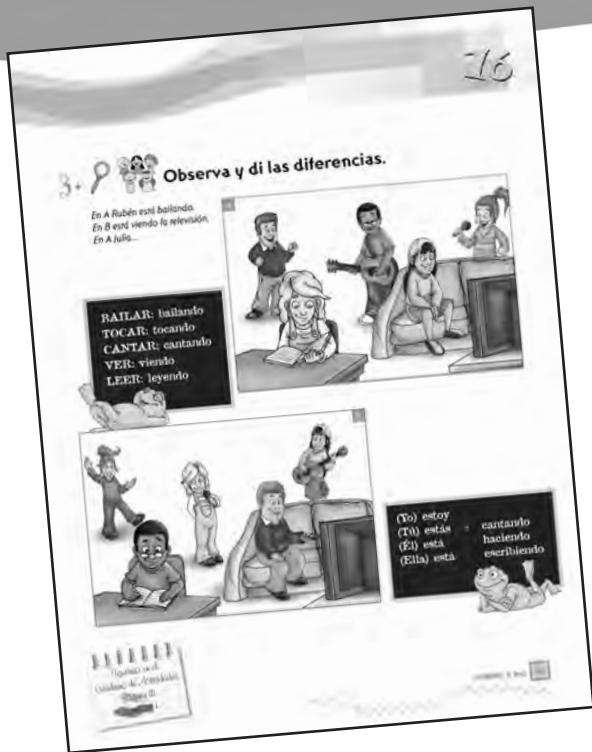 16
3.
Observa y di las diferencias.
En A Rubén está bailando.
En B está viendo la televisión.
En A Julia...
A
BAILAR: bailando
TOCAR: tocando
CANTAR: cantando
VER: viendo
LEER: leyendo
(Yo) estoy
(Tú) estás + cantando
(Él) está haciendo
(Ella) está escribiendo